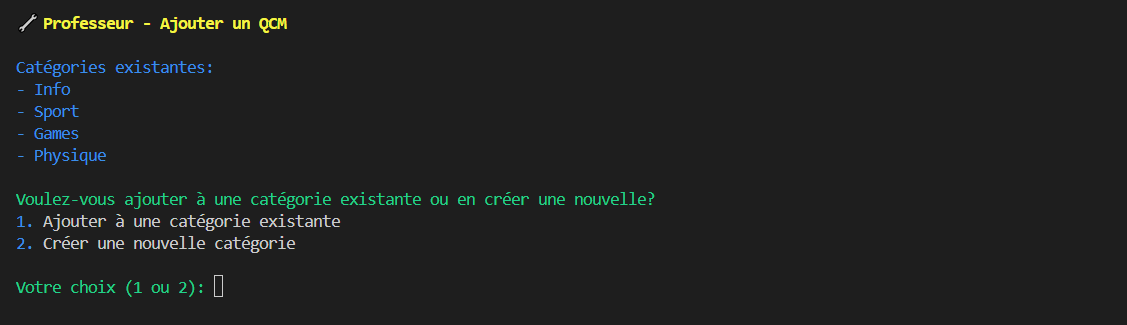 Professeur - Ajouter un QCM
Catégories existantes:
- Info
- Sport
- Games
- Physique
Voulez-vous ajouter à une catégorie existante ou en créer une nouvelle?
1. Ajouter à une catégorie existante
2. Créer une nouvelle catégorie
Votre choix (1 ou 2):